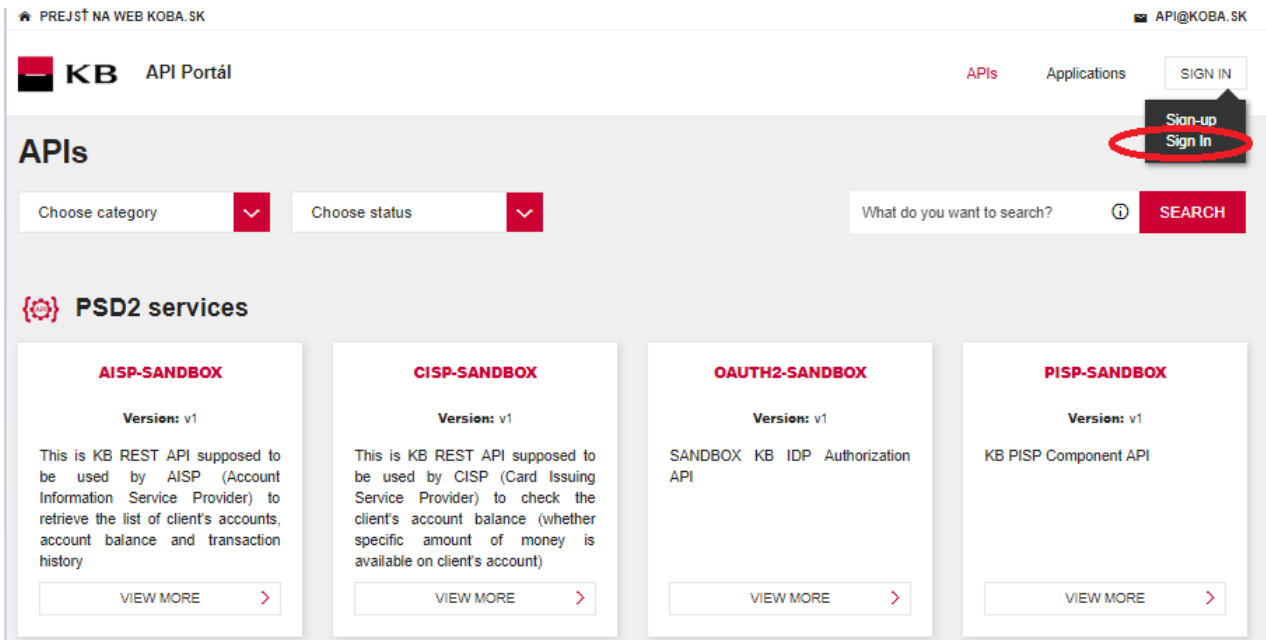 PREJSŤ NA WEB KOBA.SK
API@KOBA.SK
KB
API Portál
APIs
Applications
SIGN IN
Sign-up
Sign In
APIs
Choose category
Choose status
What do you want to search?
SEARCH
{API}
PSD2 services
AISP-SANDBOX
Version: v1
This is KB REST API supposed to
be used by AISP (Account
Information Service Provider) to
retrieve the list of client's accounts,
account balance and transaction
history
VIEW MORE
CISP-SANDBOX
Version: v1
This is KB REST API supposed to
be used by CISP (Card Issuing
Service Provider) to check the
client's account balance (whether
specific amount of money is
available on client's account)
VIEW MORE
OAUTH2-SANDBOX
Version: v1
SANDBOX KB IDP Authorization
API
VIEW MORE
PISP-SANDBOX
Version: v1
KB PISP Component API
VIEW MORE